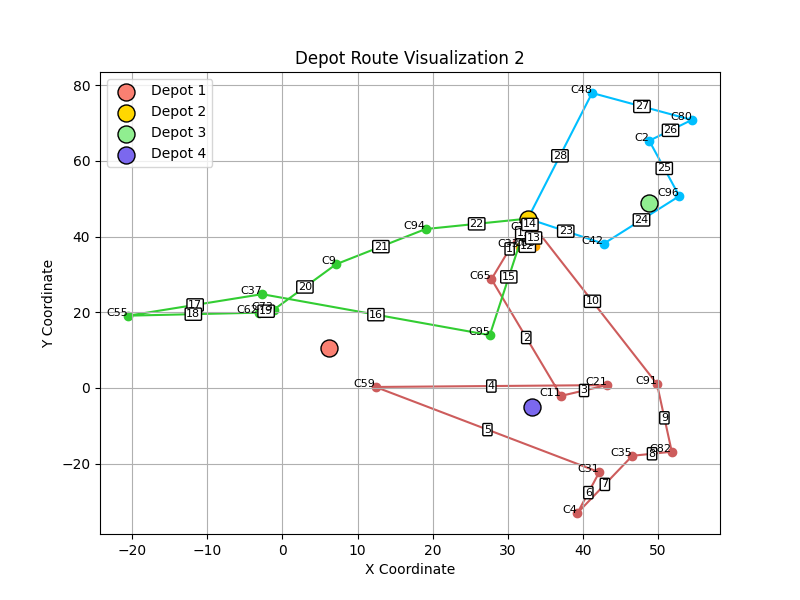 Depot Route Visualization 2
Depot 1
Depot 2
Depot 3
Depot 4
Y Coordinate
80
60
40
20
0
−20
−20
−10
0
10
20
30
40
50
X Coordinate
C48
27
C80
26
C2
28
25
C96
24
C94
22
14
23
C42
13
12
21
C9
C65
15
20
10
C37
17
C55
18
C62
C73
19
16
C95
2
C59
4
C21
C91
C11
3
5
9
C35
8
C82
C31
7
6
C4